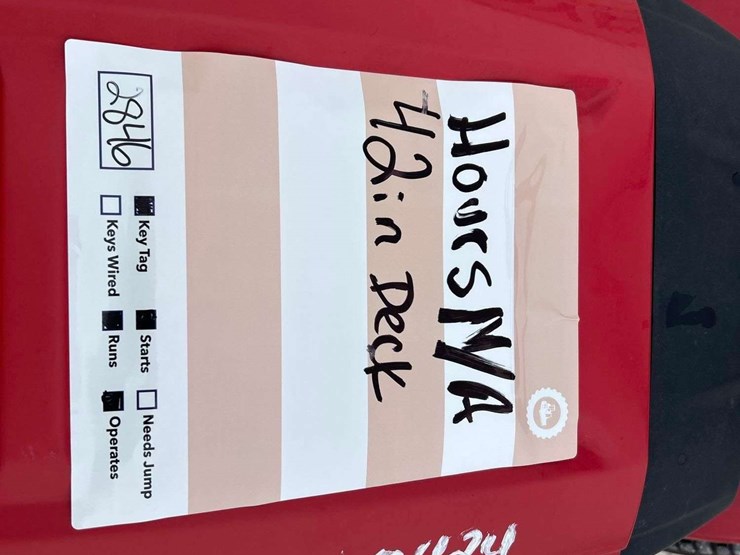 Hours N/A
42in Deck
2846
Key Tag Starts Needs Jump
Keys Wired Runs Operates